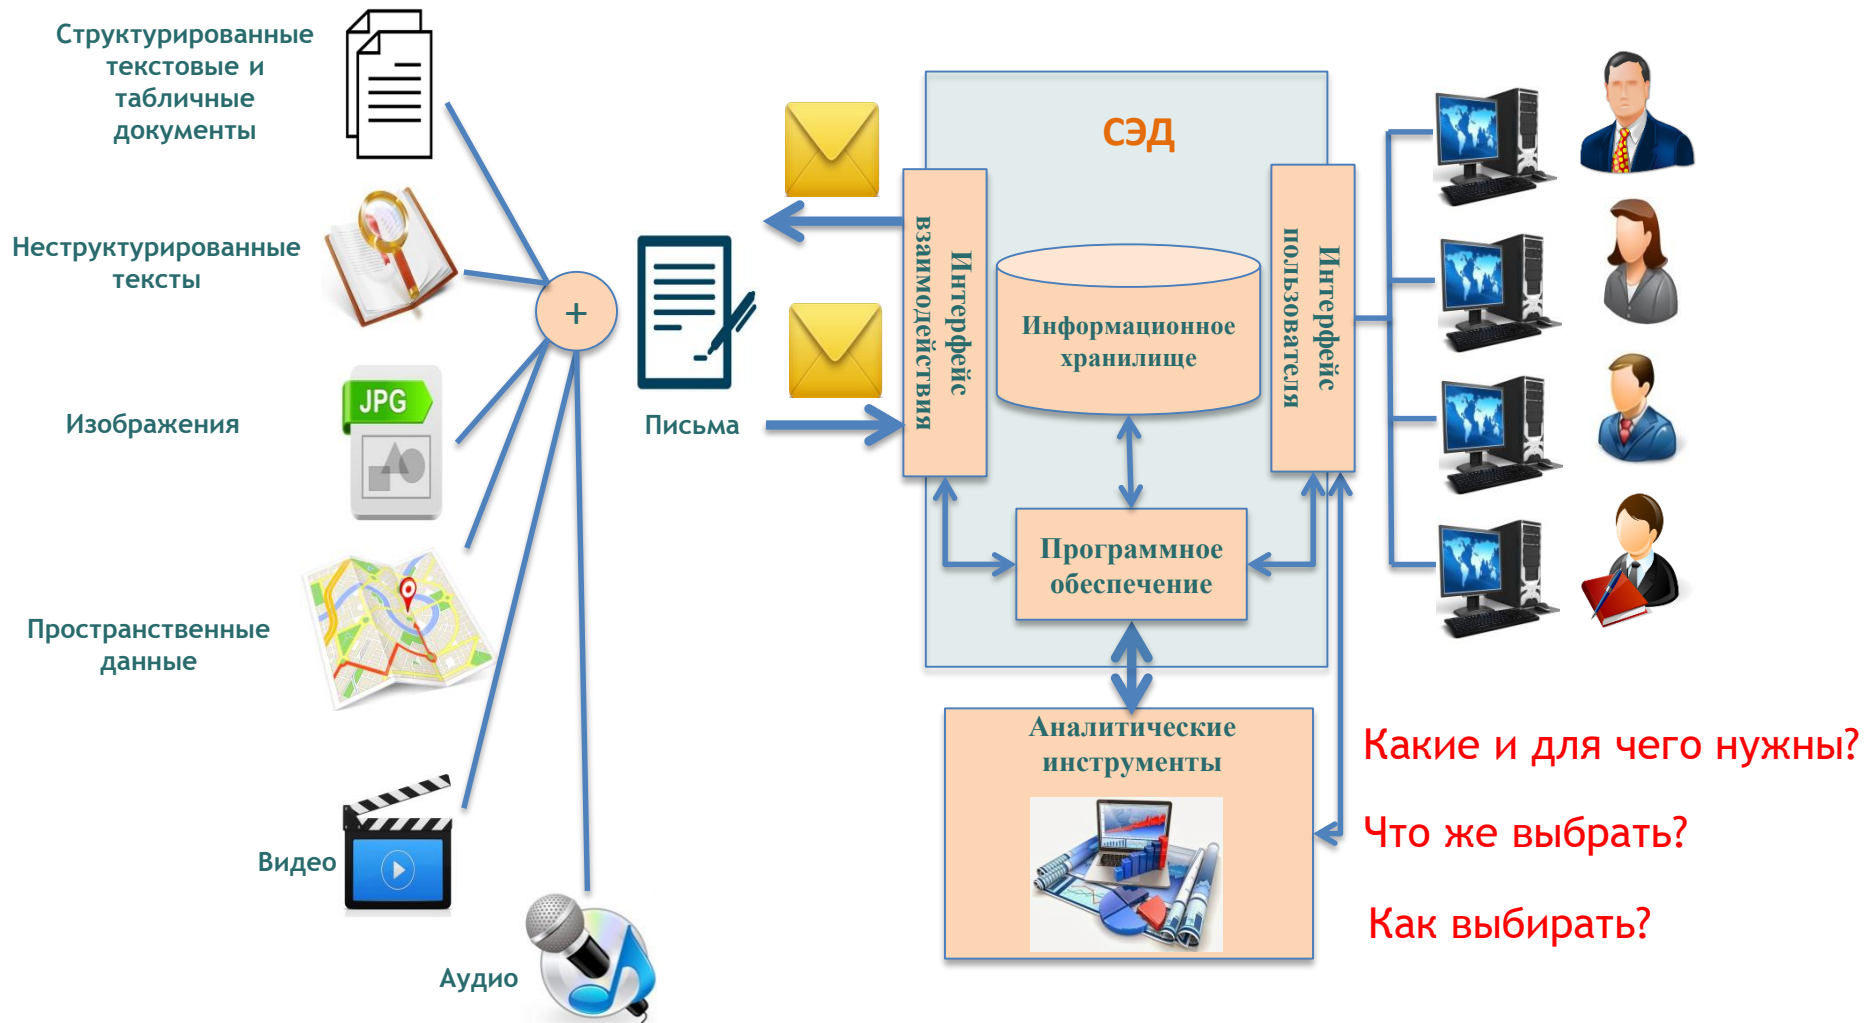 Структурированные
текстовые и
табличные
документы
Неструктурированные
тексты
Изображения
JPG
Пространственные
данные
Видео
Аудио
+
Письма
СЭД
Интерфейс
взаимодействия
Информационное
хранилище
Интерфейс
пользователя
Программное
обеспечение
Аналитические
инструменты
Какие и для чего нужны?
Что же выбрать?
Как выбирать?